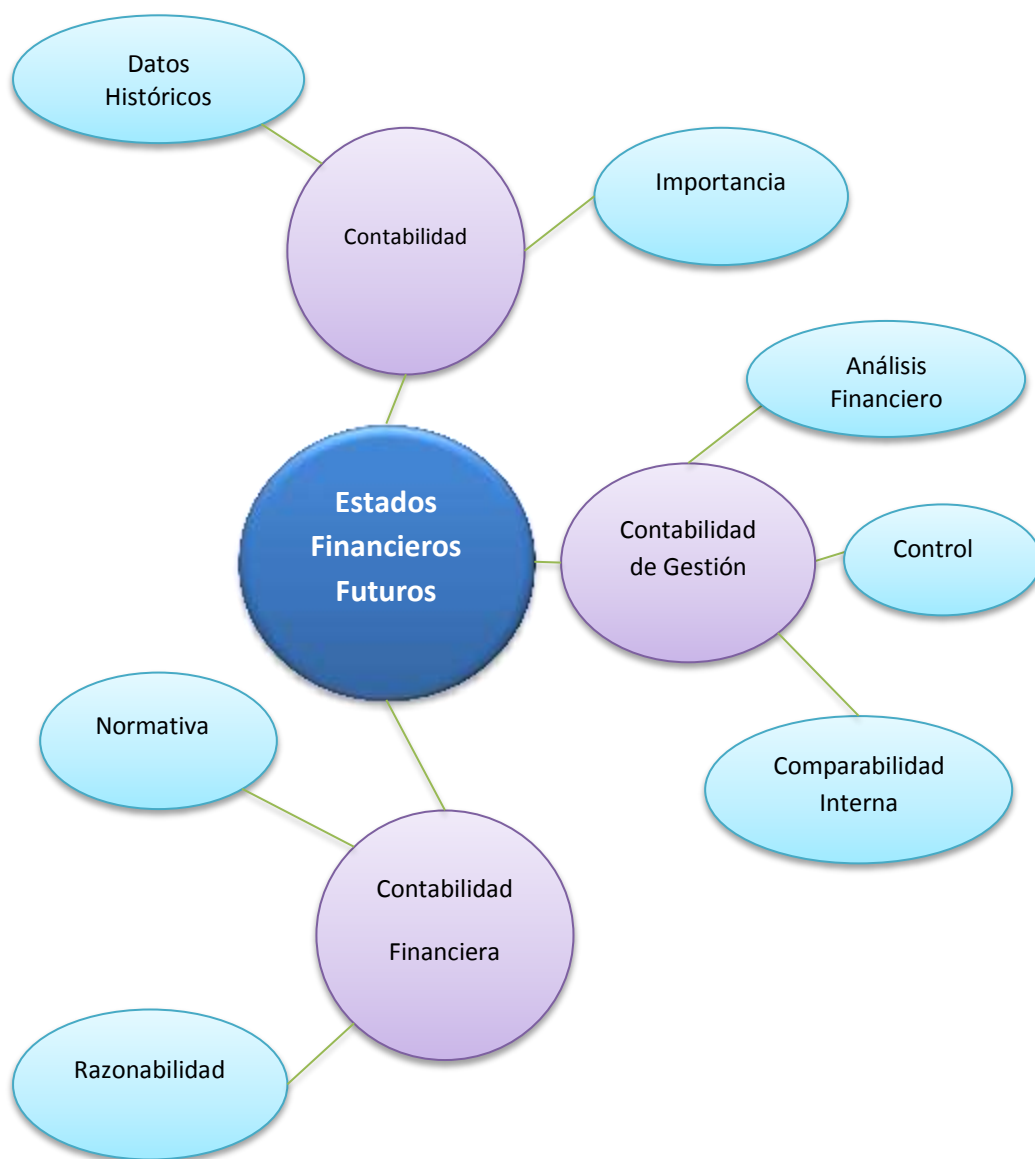 Datos
Históricos
Contabilidad
Importancia
Análisis
Financiero
Estados
Financieros
Futuros
Contabilidad
de Gestión
Control
Normativa
Comparabilidad
Interna
Contabilidad
Financiera
Razonabilidad